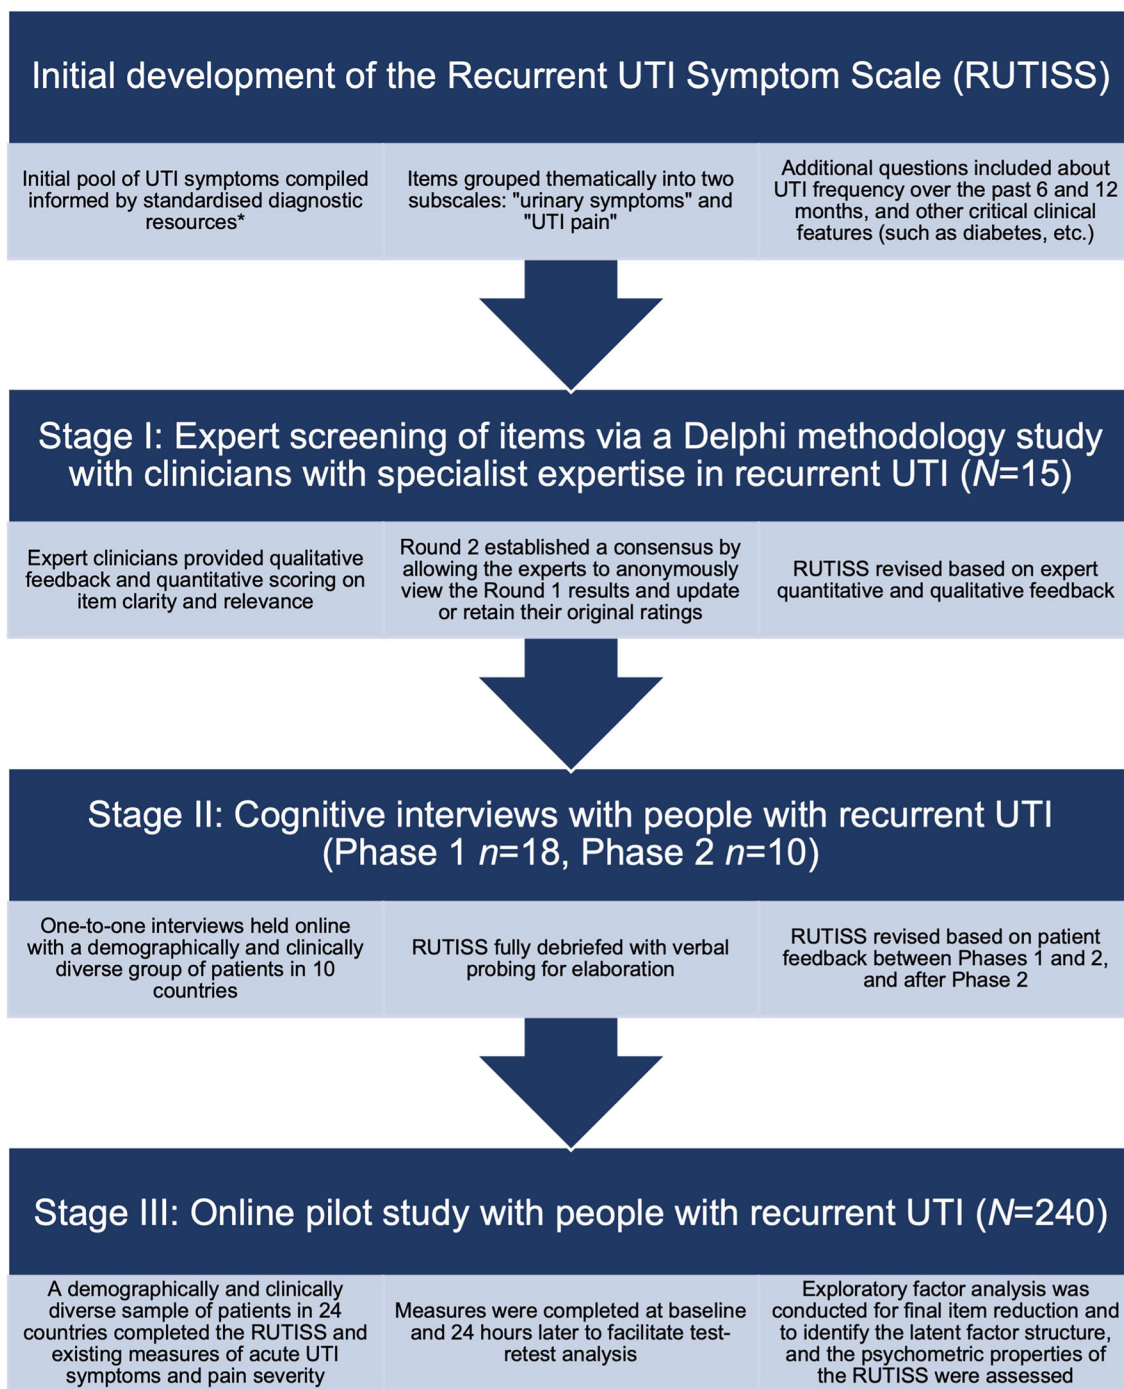 Initial development of the Recurrent UTI Symptom Scale (RUTISS)
Initial pool of UTI symptoms compiled
informed by standardised diagnostic
resources*
Items grouped thematically into two
subscales: "urinary symptoms" and
"UTI pain"
Additional questions included about
UTI frequency over the past 6 and 12
months, and other critical clinical
features (such as diabetes, etc.)
Stage I: Expert screening of items via a Delphi methodology study
with clinicians with specialist expertise in recurrent UTI (N=15)
Expert clinicians provided qualitative
feedback and quantitative scoring on
item clarity and relevance
Round 2 established a consensus by
allowing the experts to anonymously
view the Round 1 results and update
or retain their original ratings
RUTISS revised based on expert
quantitative and qualitative feedback
Stage II: Cognitive interviews with people with recurrent UTI
(Phase 1 n=18, Phase 2 n=10)
One-to-one interviews held online
with a demographically and clinically
diverse group of patients in 10
countries
RUTISS fully debriefed with verbal
probing for elaboration
RUTISS revised based on patient
feedback between Phases 1 and 2,
and after Phase 2
Stage III: Online pilot study with people with recurrent UTI (N=240)
A demographically and clinically
diverse sample of patients in 24
countries completed the RUTISS and
existing measures of acute UTI
symptoms and pain severity
Measures were completed at baseline
and 24 hours later to facilitate test-
retest analysis
Exploratory factor analysis was
conducted for final item reduction and
to identify the latent factor structure,
and the psychometric properties of
the RUTISS were assessed